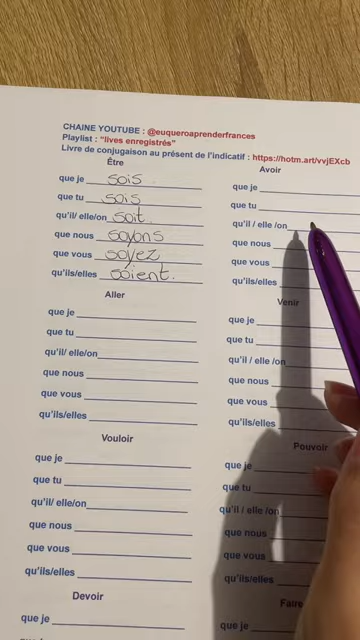 CHAINE YOUTUBE : @euqueroaprenderfrances
Playlist : "lives enregistrés"
Livre de conjugaison au présent de l'indicatif : https://hotm.art/vvjEXcb
Être
que je sois
que tu sois
qu'il/ elle/on soit
que nous soyons
que vous soyez
qu'ils/elles soient.
Avoir
que je
que tu
qu'il / elle /on
que nous
que vous
qu'ils/elles
Aller
que je
que tu
qu'il/ elle/on
que nous
que vous
qu'ils/elles
Venir
que je
que tu
qu'il / elle /on
que nous
que vous
qu'ils/elles
Vouloir
que je
que tu
qu'il/ elle/on
que nous
que vous
qu'ils/elles
Pouvoir
que je
que tu
qu'il / elle /on
que nous
que vous
qu'ils/elles
Devoir
que je
Faire
que je